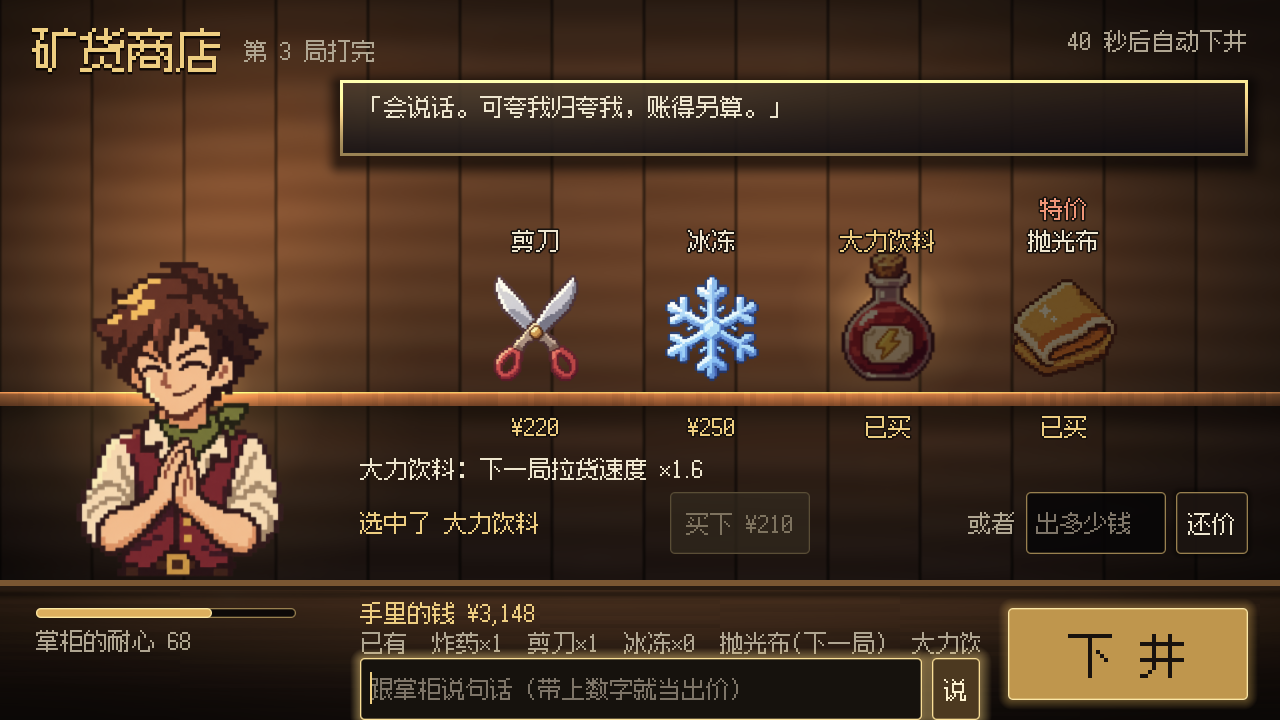 矿货商店 第 3 局打完
40 秒后自动下井
「会说话。可夸我归夸我，账得另算。」
特价
剪刀 冰冻 大力饮料 抛光布
¥220 ¥250 已买 已买
大力饮料：下一局拉货速度 ×1.6
选中了 大力饮料 买下 ¥210 或者 出多少钱 还价
手里的钱 ¥3,148
掌柜的耐心 68
已有 炸药×1 剪刀×1 冰冻×0 抛光布(下一局) 大力饮
下井
跟掌柜说句话（带上数字就当出价） 说